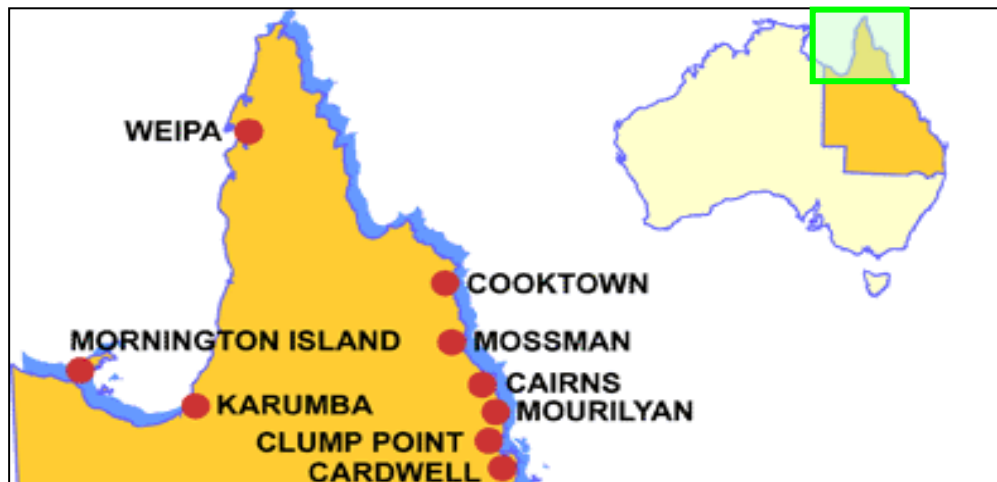 WEIPA
COOKTOWN
MORNINGTON ISLAND
MOSSMAN
CAIRNS
KARUMBA
MOURILYAN
CLUMP POINT
CARDWELL